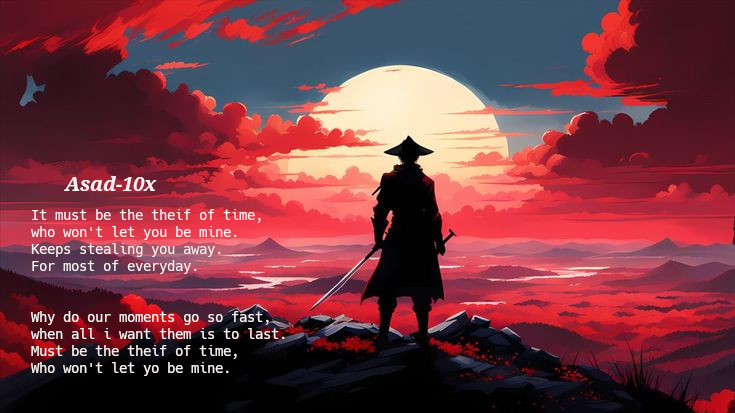 Asad-10x
It must be the theif of time,
who won't let you be mine.
Keeps stealing you away.
For most of everyday.
Why do our moments go so fast,
when all i want them is to last.
Must be the theif of time,
Who won't let yo be mine.